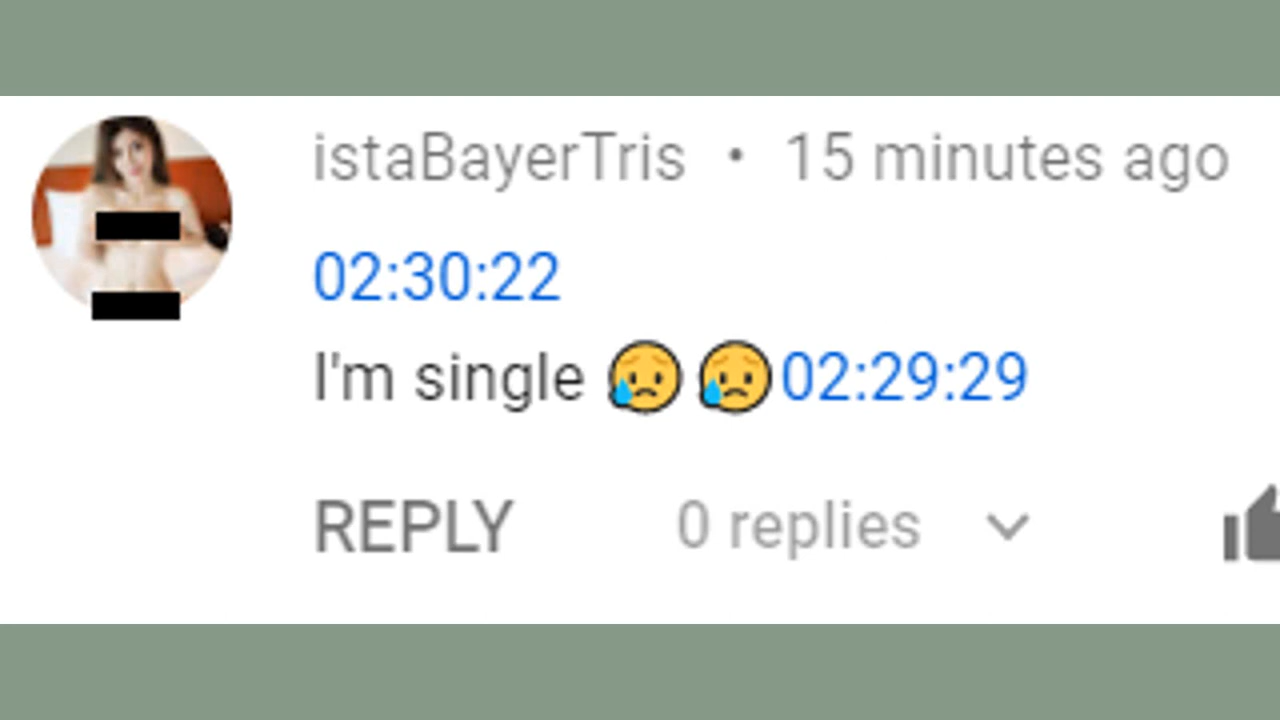 istaBayerTris • 15 minutes ago
02:30:22
I'm single 😥😥02:29:29
REPLY 0 replies